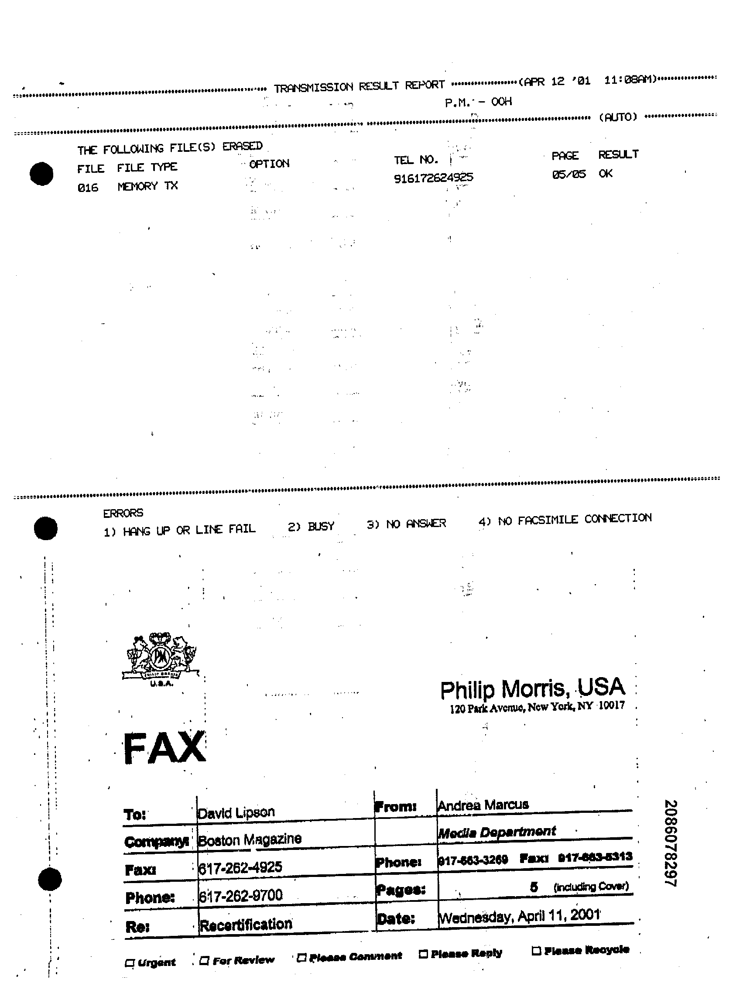 TRANSMISSION RESULT REPORT (APR 12 '01 11:08AM)
P.M. - OOH
(AUTO)
THE FOLLOWING FILE(S) ERASED
FILE FILE TYPE OPTION TEL NO. PAGE RESULT
016 MEMORY TX 916172624925 05/05 OK
ERRORS
1) HANG UP OR LINE FAIL 2) BUSY 3) NO ANSWER 4) NO FACSIMILE CONNECTION
PM
U.S.A.
Philip Morris, USA
120 Park Avenue, New York, NY 10017
FAX
To: David Lipson From: Andrea Marcus
Company: Boston Magazine Media Department
Fax: 617-262-4925 Phone: 917-663-3269 Fax: 917-663-5313
Phone: 617-262-9700 Pages: 5 (including Cover)
Re: Recertification Date: Wednesday, April 11, 2001
☐ Urgent ☐ For Review ☐ Please Comment ☐ Please Reply ☐ Please Recycle
2086078297